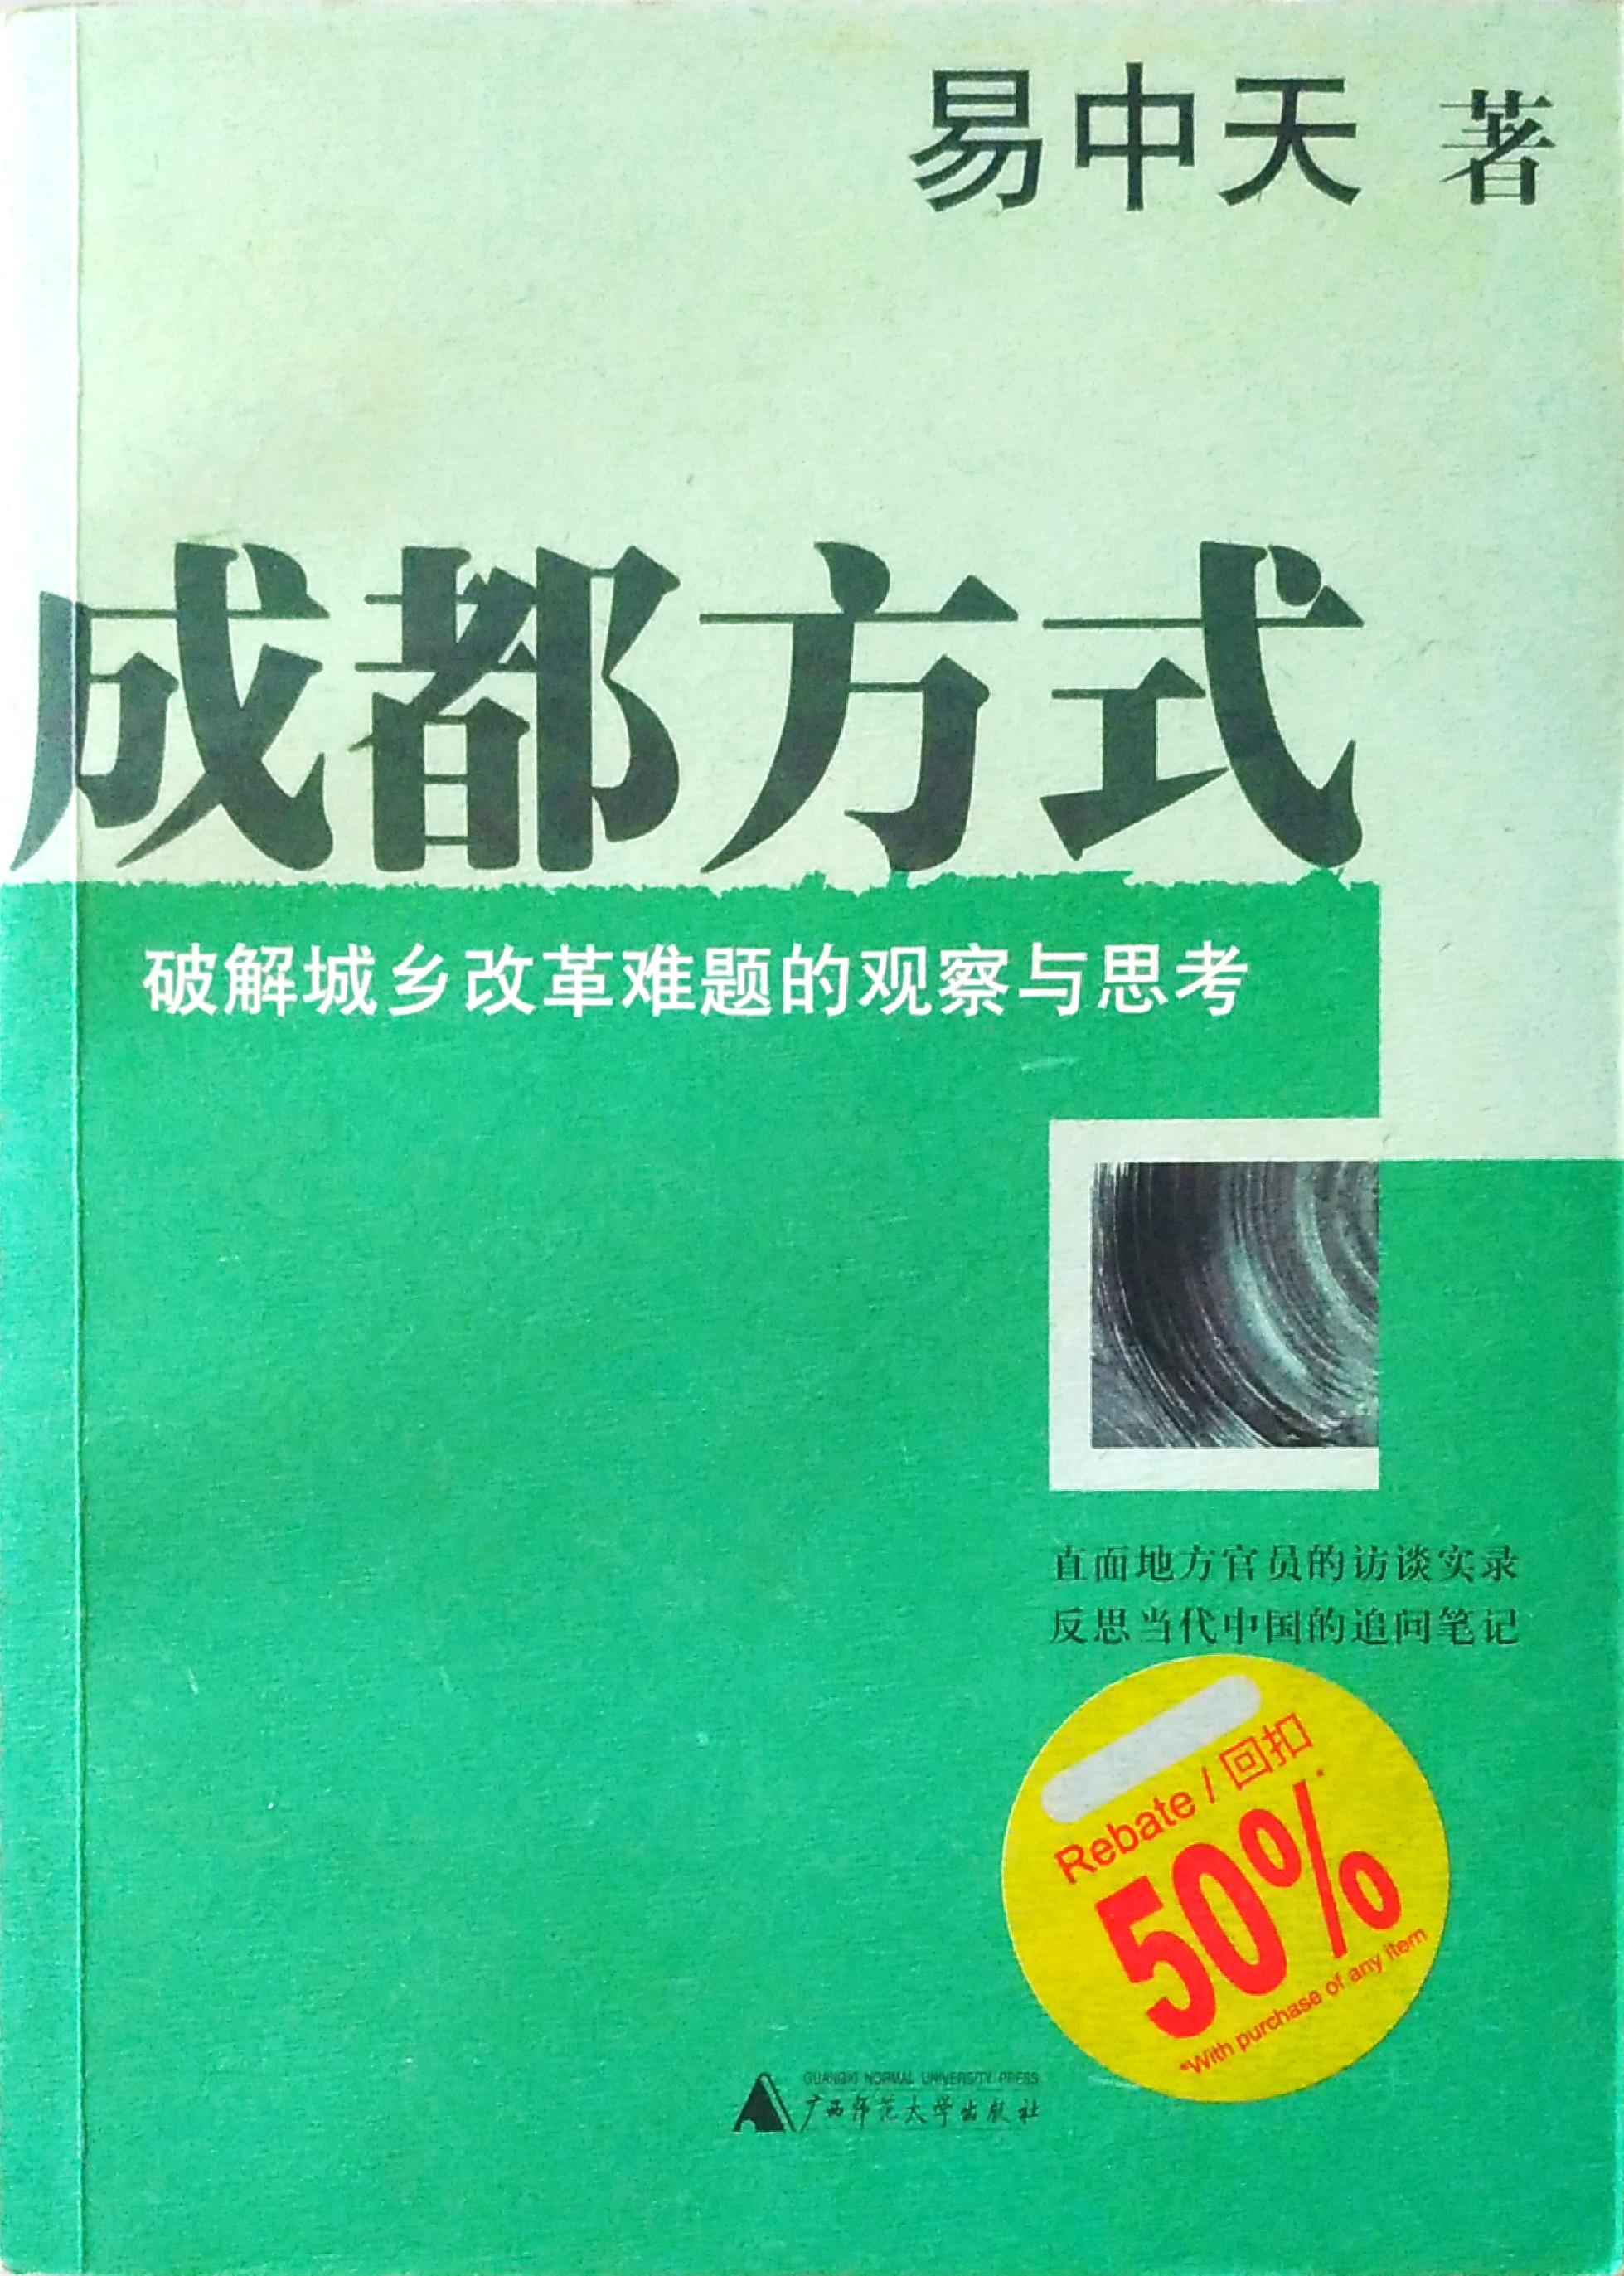 易中天 著
成都方式
破解城乡改革难题的观察与思考
直面地方官员的访谈实录
反思当代中国的追问笔记
Rebate / 回扣
50%
*With purchase of any item
GUANGXI NORMAL UNIVERSITY PRESS
广西师范大学出版社